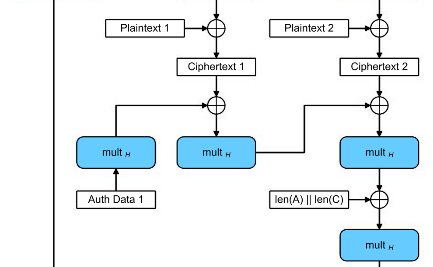 Plaintext 1
Plaintext 2
Ciphertext 1
Ciphertext 2
mult H
mult H
mult H
Auth Data 1
len(A) || len(C)
mult H